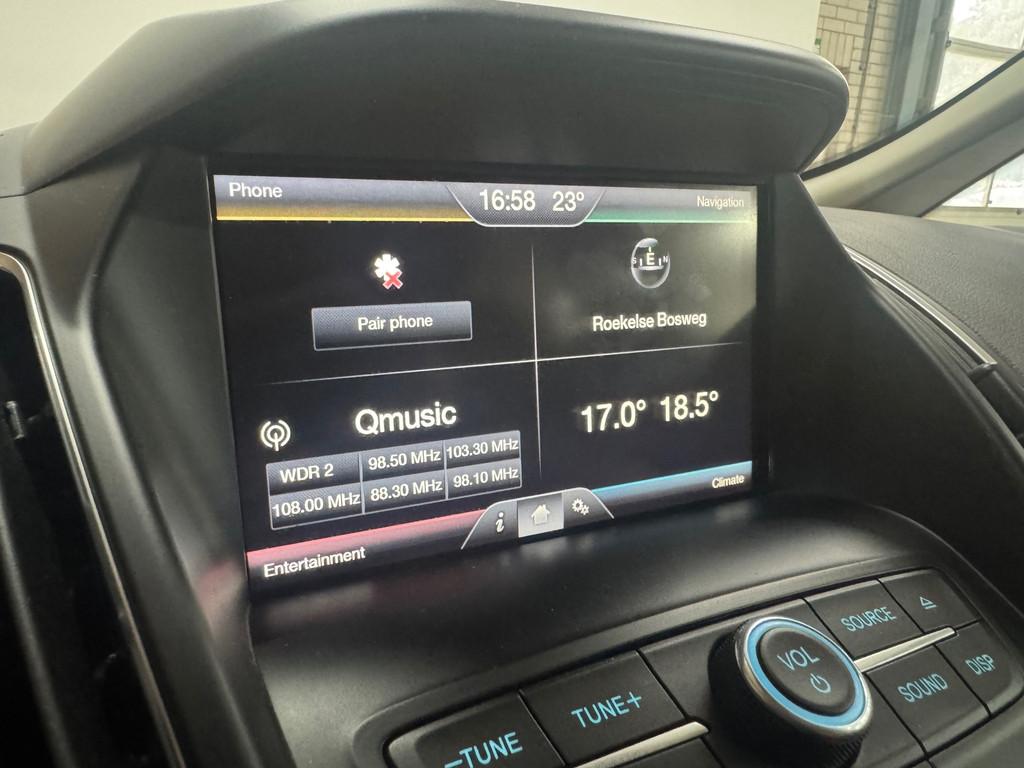 Phone
16:58 23°
Navigation
Pair phone
S E N
Roekelse Bosweg
Qmusic
WDR 2 98.50 MHz 103.30 MHz
108.00 MHz 88.30 MHz 98.10 MHz
17.0° 18.5°
Entertainment
i
Climate
–TUNE
TUNE+
VOL
SOURCE
SOUND
DISP